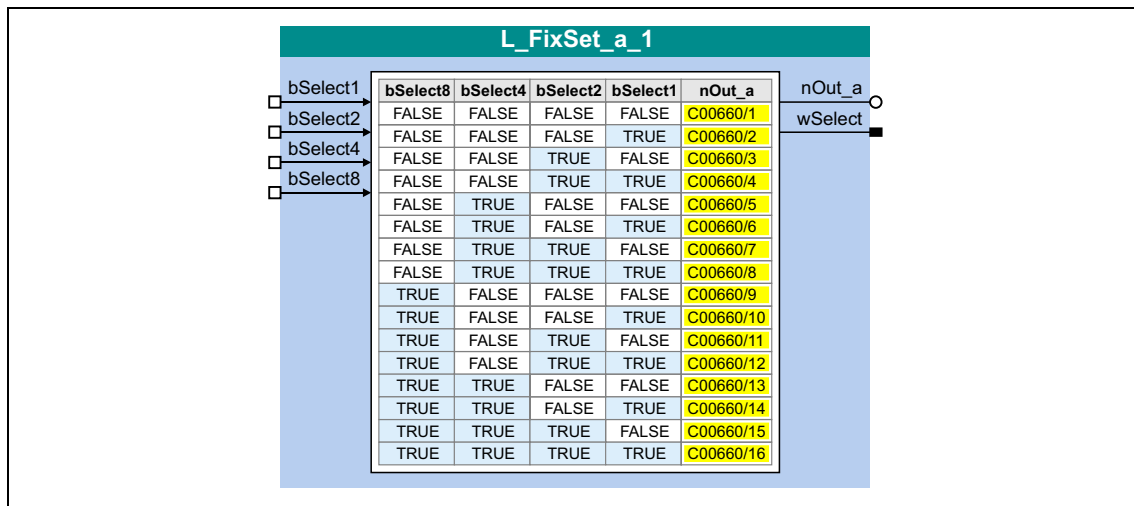 L_FixSet_a_1
bSelect1
bSelect2
bSelect4
bSelect8
bSelect8 bSelect4 bSelect2 bSelect1 nOut_a
FALSE FALSE FALSE FALSE C00660/1
FALSE FALSE FALSE TRUE C00660/2
FALSE FALSE TRUE FALSE C00660/3
FALSE FALSE TRUE TRUE C00660/4
FALSE TRUE FALSE FALSE C00660/5
FALSE TRUE FALSE TRUE C00660/6
FALSE TRUE TRUE FALSE C00660/7
FALSE TRUE TRUE TRUE C00660/8
TRUE FALSE FALSE FALSE C00660/9
TRUE FALSE FALSE TRUE C00660/10
TRUE FALSE TRUE FALSE C00660/11
TRUE FALSE TRUE TRUE C00660/12
TRUE TRUE FALSE FALSE C00660/13
TRUE TRUE FALSE TRUE C00660/14
TRUE TRUE TRUE FALSE C00660/15
TRUE TRUE TRUE TRUE C00660/16
nOut_a
wSelect